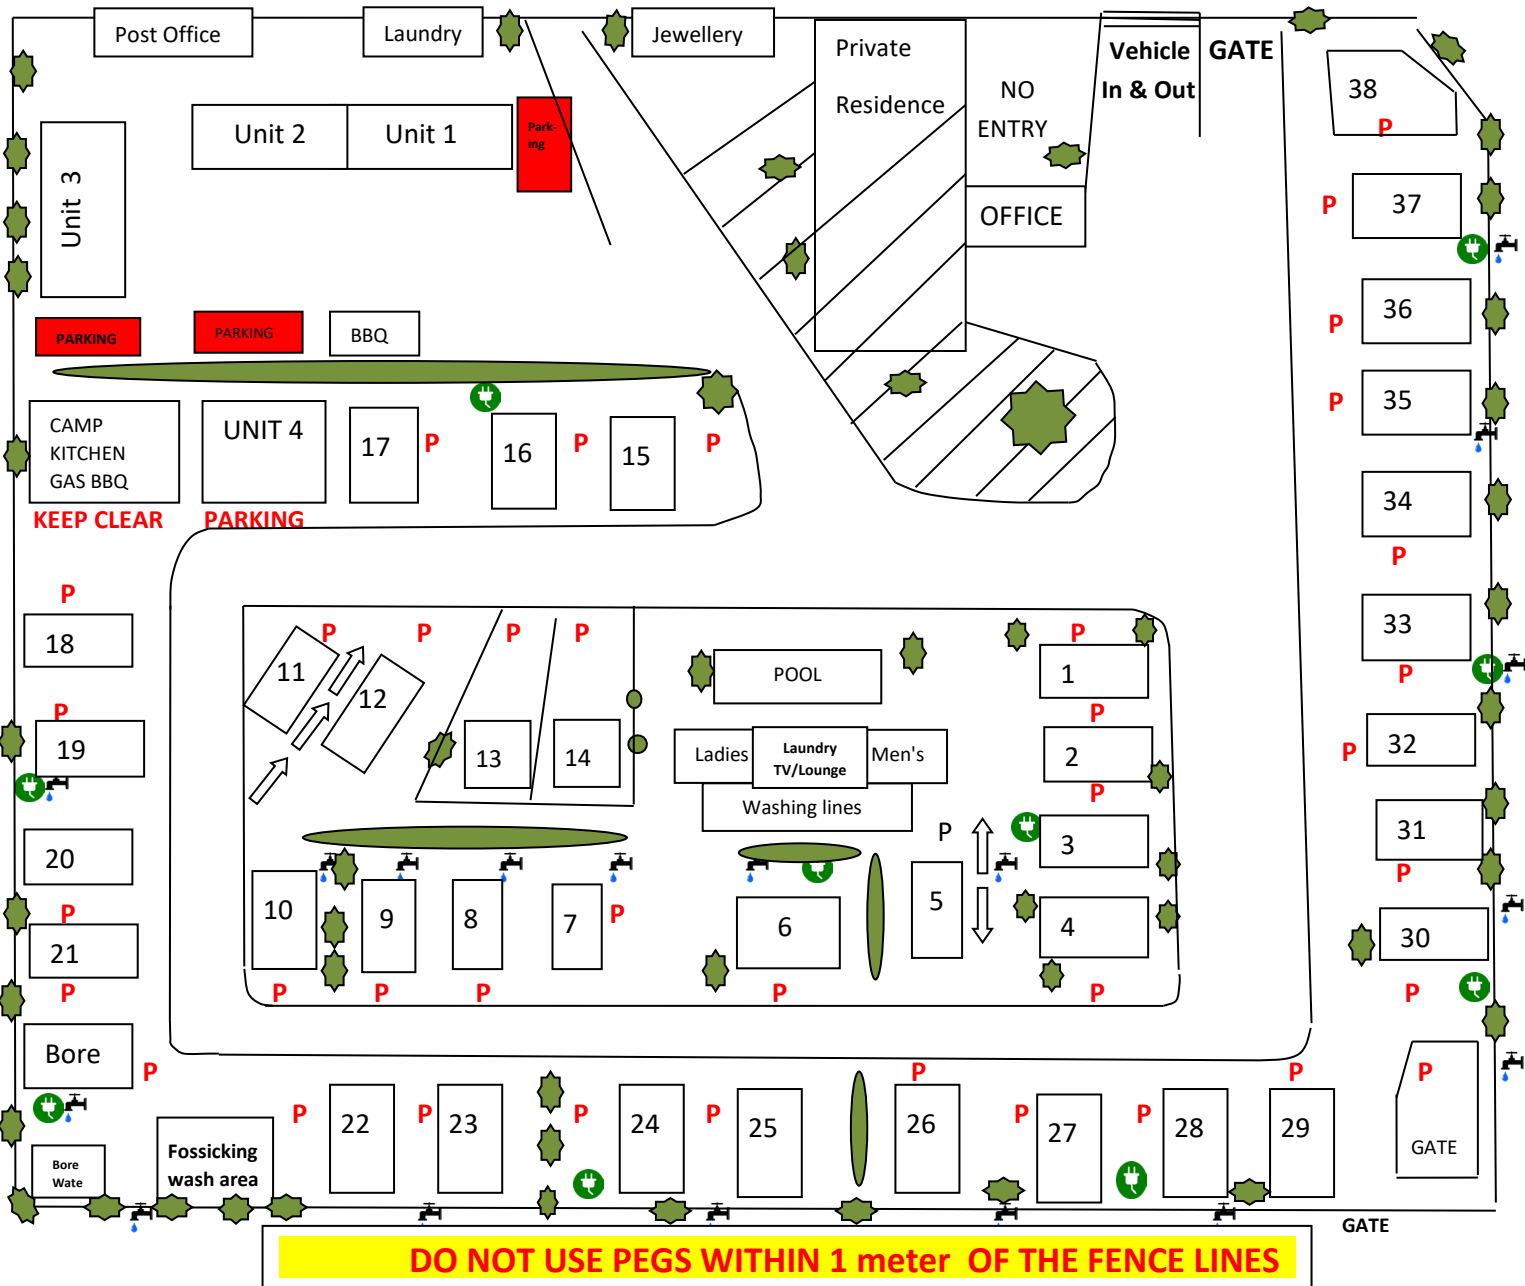 Post Office
Laundry
Jewellery
Private
Residence
NO
ENTRY
Vehicle
In & Out
GATE
38
P
Unit 2
Unit 1
Park-
ing
Unit 3
OFFICE
P
37
PARKING
PARKING
BBQ
P
36
P
35
CAMP
KITCHEN
GAS BBQ
KEEP CLEAR
UNIT 4
PARKING
17
P
16
P
15
P
34
P
P
18
33
P
11
P
12
P
P
P
13
14
POOL
P
1
P
2
P
3
4
P
Ladies
Laundry
TV/Lounge
Men's
Washing lines
P
P
19
P
32
20
31
P
P
21
P
10
P
9
P
8
P
7
P
6
P
5
30
P
Bore
P
P
GATE
Bore
Wate
Fossicking
wash area
P
22
P
23
P
24
P
25
P
26
P
27
P
28
P
29
GATE
DO NOT USE PEGS WITHIN 1 meter OF THE FENCE LINES